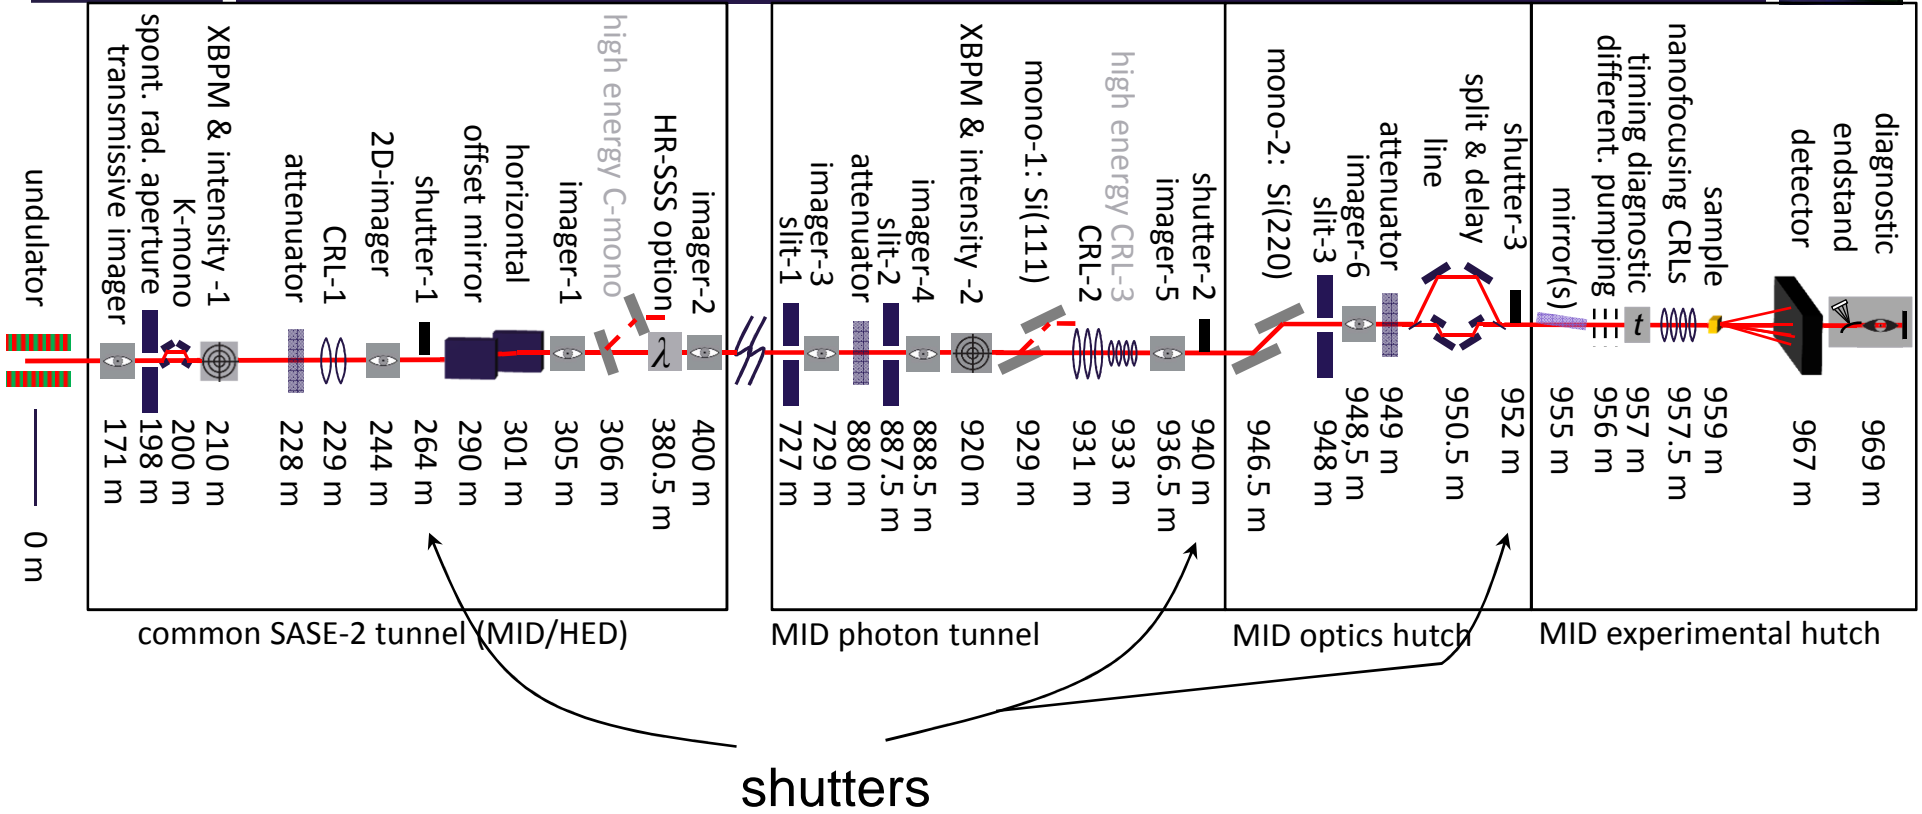 undulator
transmissive imager
spont. rad. aperture
K-mono
XBPM & intensity -1
attenuator
CRL-1
2D-imager
shutter-1
offset mirror
horizontal
imager-1
high energy C-mono
HR-SSS option
imager-2
slit-1
imager-3
attenuator
slit-2
imager-4
XBPM & intensity -2
mono-1: Si(111)
CRL-2
high energy CRL-3
imager-5
shutter-2
mono-2: Si(220)
slit-3
imager-6
attenuator
line
split & delay
shutter-3
mirror(s)
different. pumping
timing diagnostic
nanofocusing CRLs
sample
detector
endstand
diagnostic
λ
t
0 m
171 m
198 m
200 m
210 m
228 m
229 m
244 m
264 m
290 m
301 m
305 m
306 m
380.5 m
400 m
727 m
729 m
880 m
887.5 m
888.5 m
920 m
929 m
931 m
933 m
936.5 m
940 m
946.5 m
948 m
948,5 m
949 m
950.5 m
952 m
955 m
956 m
957 m
957.5 m
959 m
967 m
969 m
common SASE-2 tunnel (MID/HED)
MID photon tunnel
MID optics hutch
MID experimental hutch
shutters